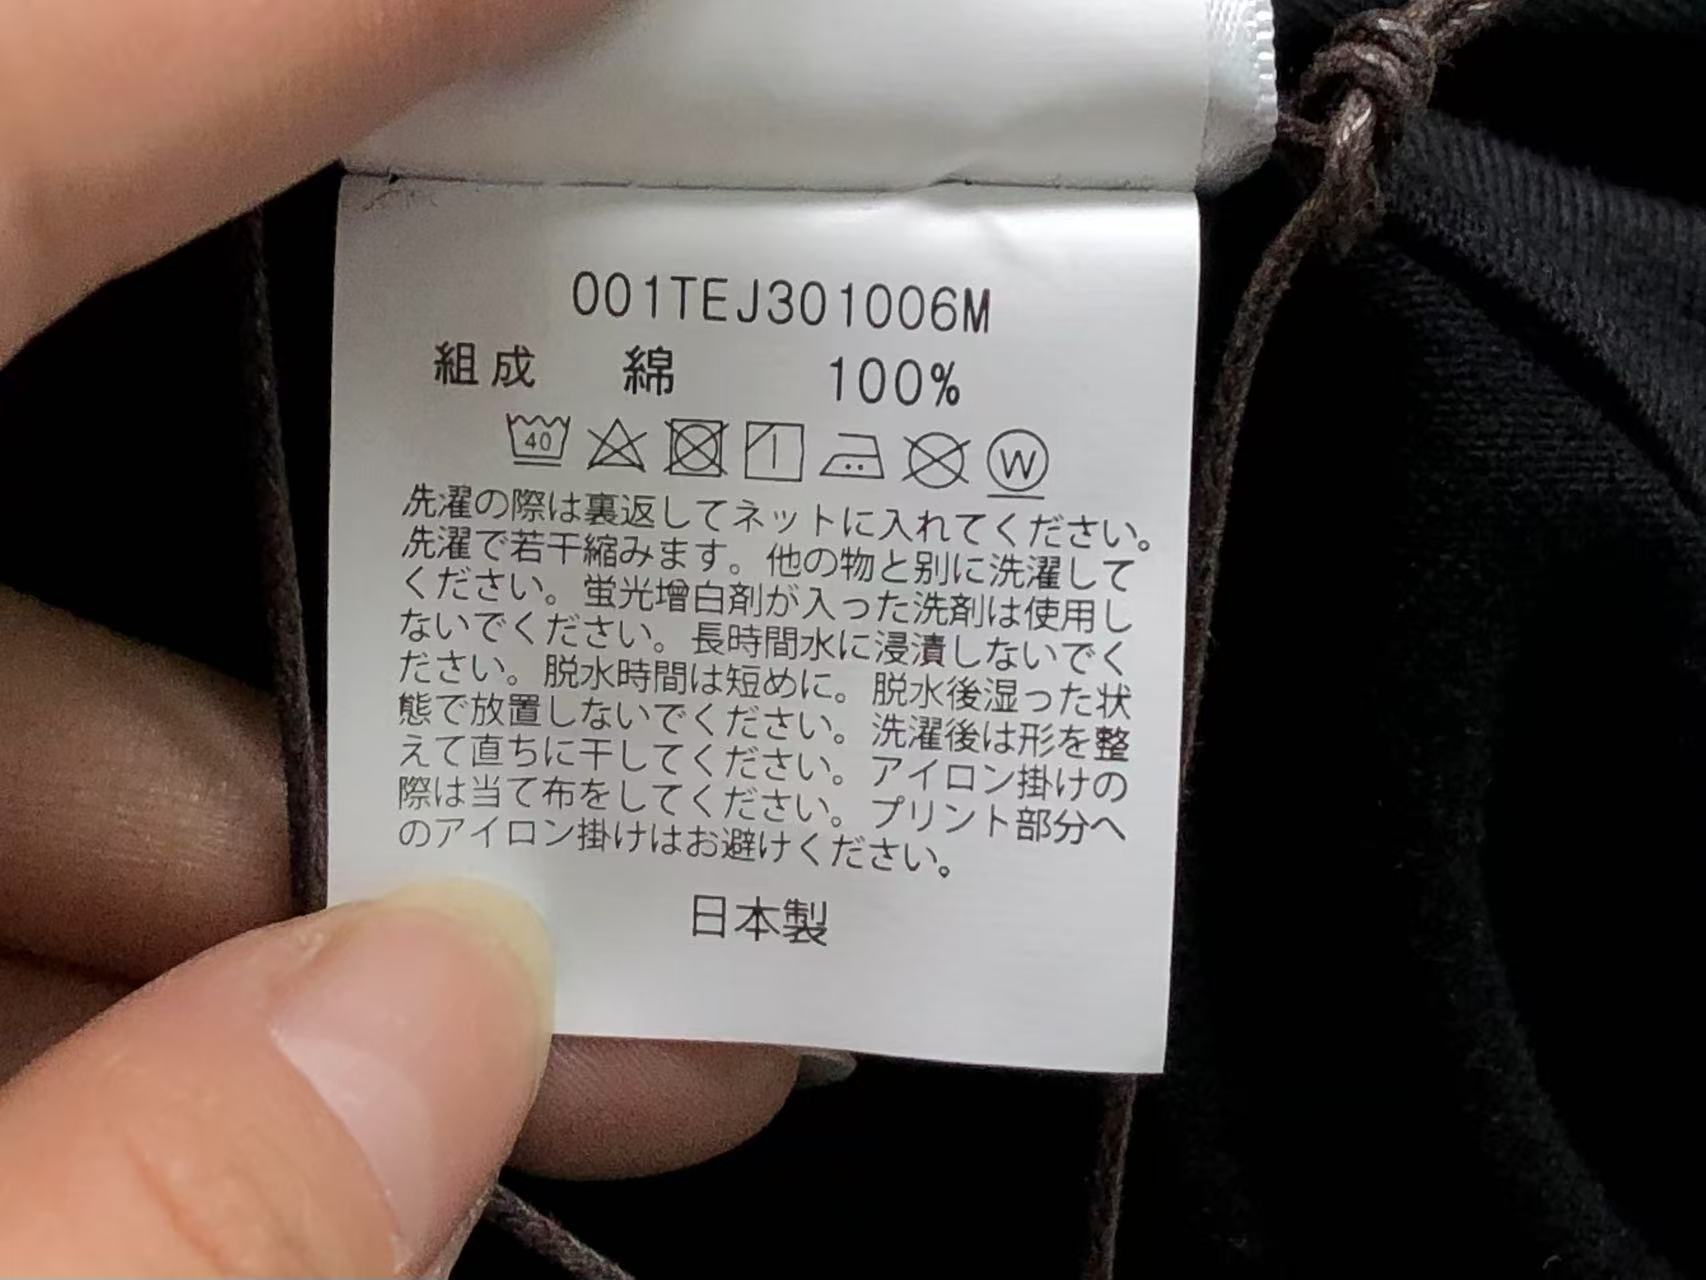 001TEJ301006M
組成 綿 100%
40
W
洗濯の際は裏返してネットに入れてください。
洗濯で若干縮みます。他の物と別に洗濯して
ください。蛍光増白剤が入った洗剤は使用し
ないでください。長時間水に浸漬しないでく
ださい。脱水時間は短めに。脱水後湿った状
態で放置しないでください。洗濯後は形を整
えて直ちに干してください。アイロン掛けの
際は当て布をしてください。プリント部分へ
のアイロン掛けはお避けください。
日本製